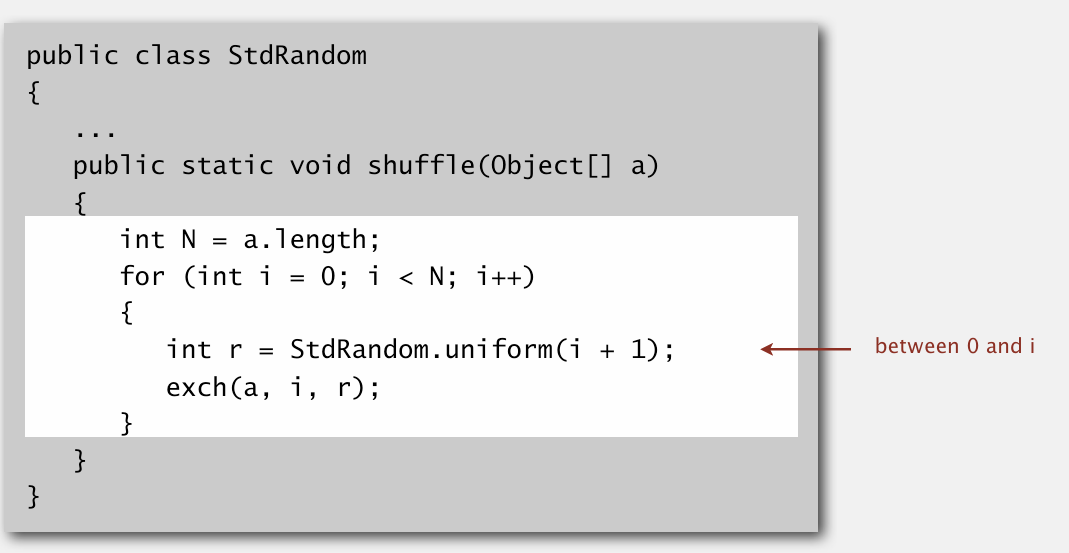 public class StdRandom
{
   ...
   public static void shuffle(Object[] a)
   {
      int N = a.length;
      for (int i = 0; i < N; i++)
      {
         int r = StdRandom.uniform(i + 1);
         exch(a, i, r);
      }
   }
}
between 0 and i